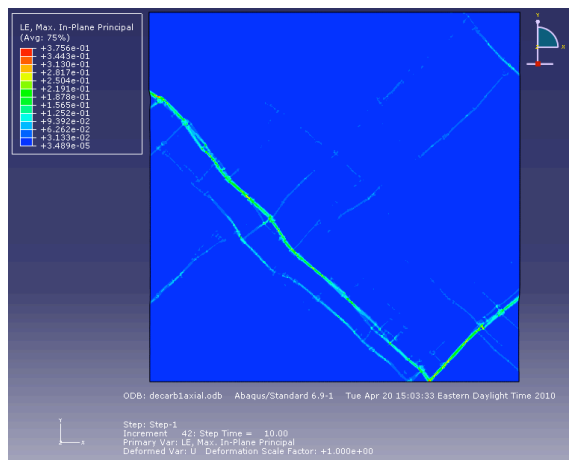 LE, Max. In-Plane Principal
(Avg: 75%)
+3.756e-01
+3.443e-01
+3.130e-01
+2.817e-01
+2.504e-01
+2.191e-01
+1.878e-01
+1.565e-01
+1.252e-01
+9.392e-02
+6.262e-02
+3.133e-02
+3.489e-05
Y
X
ODB: decarb1axial.odb Abaqus/Standard 6.9-1 Tue Apr 20 15:03:33 Eastern Daylight Time 2010
Y
X
Step: Step-1
Increment 42: Step Time = 10.00
Primary Var: LE, Max. In-Plane Principal
Deformed Var: U Deformation Scale Factor: +1.000e+00